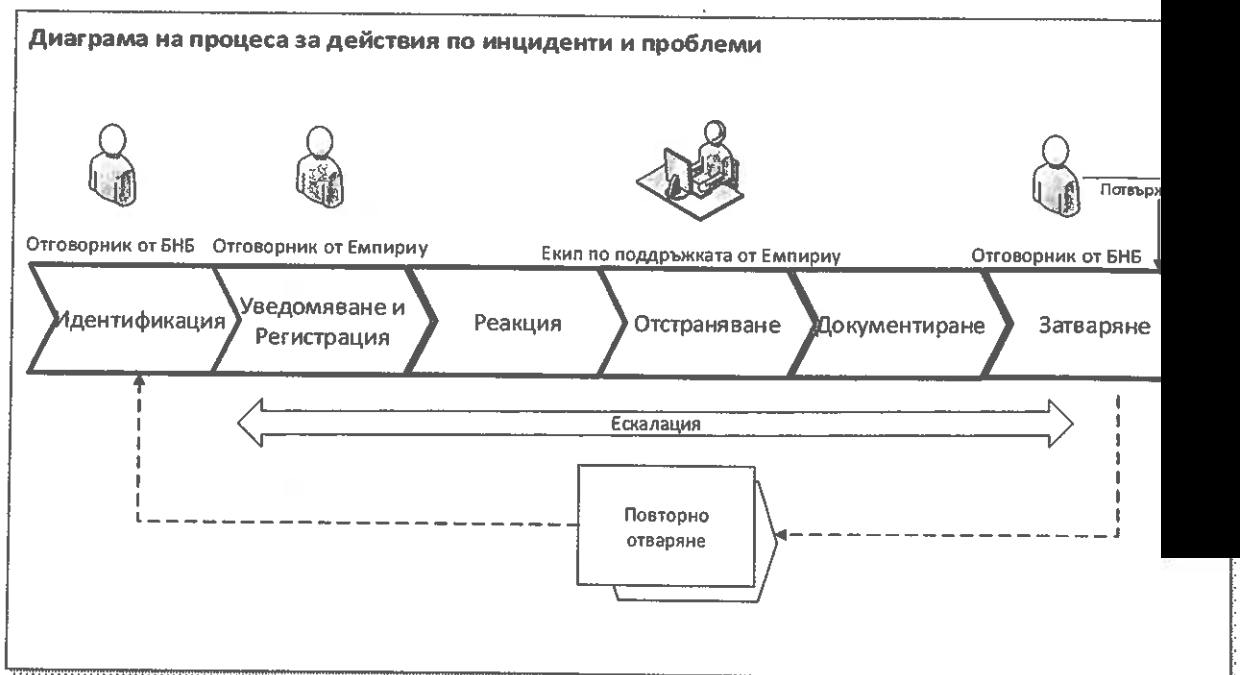 Диаграма на процеса за действия по инциденти и проблеми
Отговорник от БНБ
Отговорник от Емпириу
Екип по поддръжката от Емпириу
Отговорник от БНБ
Идентификация
Уведомяване и
Регистрация
Реакция
Отстраняване
Документиране
Затваряне
Ескалация
Повторно
отваряне